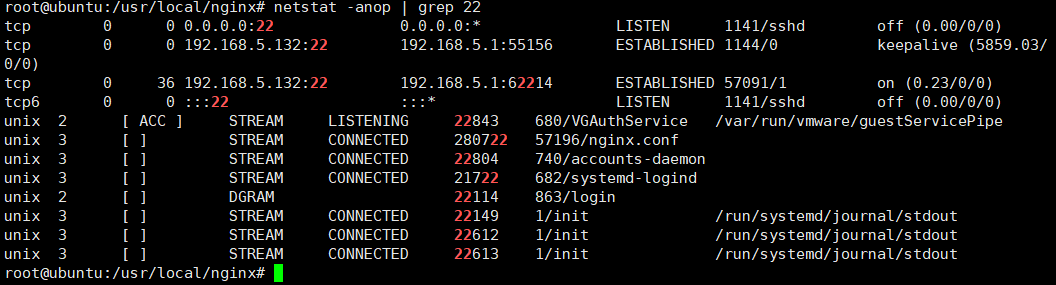 root@ubuntu:/usr/local/nginx# netstat -anop | grep 22
tcp        0      0 0.0.0.0:22              0.0.0.0:*               LISTEN      1141/sshd        off (0.00/0/0)
tcp        0      0 192.168.5.132:22        192.168.5.1:55156       ESTABLISHED 1144/0           keepalive (5859.03/
0/0)
tcp        0     36 192.168.5.132:22        192.168.5.1:62214       ESTABLISHED 57091/1          on (0.23/0/0)
tcp6       0      0 :::22                   :::*                    LISTEN      1141/sshd        off (0.00/0/0)
unix  2      [ ACC ]     STREAM     LISTENING     22843    680/VGAuthService   /var/run/vmware/guestServicePipe
unix  3      [ ]         STREAM     CONNECTED     280722   57196/nginx.conf
unix  3      [ ]         STREAM     CONNECTED     22804    740/accounts-daemon
unix  3      [ ]         STREAM     CONNECTED     21722    682/systemd-logind
unix  2      [ ]         DGRAM                    22114    863/login
unix  3      [ ]         STREAM     CONNECTED     22149    1/init              /run/systemd/journal/stdout
unix  3      [ ]         STREAM     CONNECTED     22612    1/init              /run/systemd/journal/stdout
unix  3      [ ]         STREAM     CONNECTED     22613    1/init              /run/systemd/journal/stdout
root@ubuntu:/usr/local/nginx#